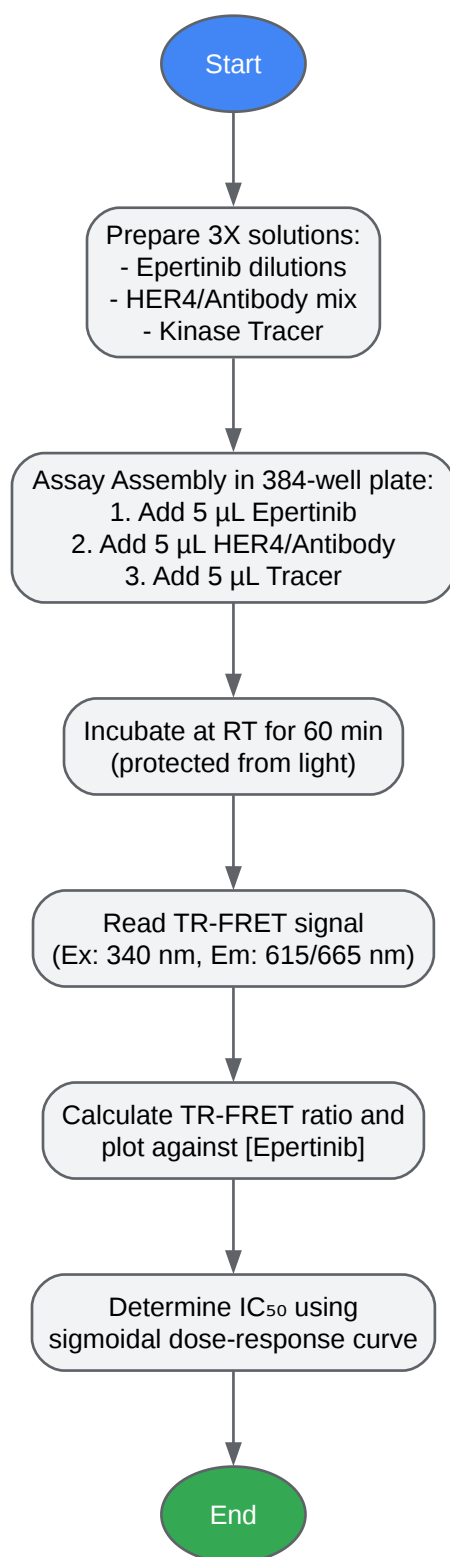 Start
Prepare 3X solutions:
- Epertinib dilutions
- HER4/Antibody mix
- Kinase Tracer
Assay Assembly in 384-well plate:
1. Add 5 µL Epertinib
2. Add 5 µL HER4/Antibody
3. Add 5 µL Tracer
Incubate at RT for 60 min
(protected from light)
Read TR-FRET signal
(Ex: 340 nm, Em: 615/665 nm)
Calculate TR-FRET ratio and
plot against [Epertinib]
Determine IC₅₀ using
sigmoidal dose-response curve
End